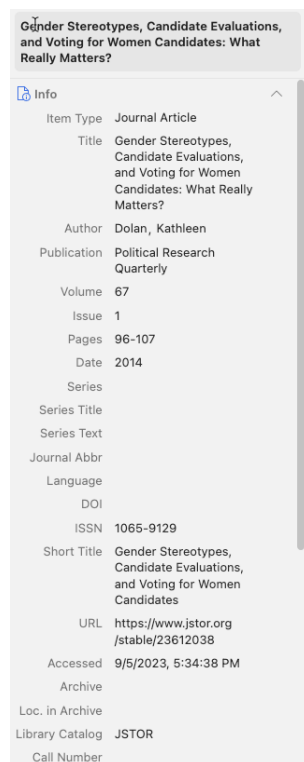 Gender Stereotypes, Candidate Evaluations,
and Voting for Women Candidates: What
Really Matters?
Info
Item Type Journal Article
Title Gender Stereotypes,
Candidate Evaluations,
and Voting for Women
Candidates: What Really
Matters?
Author Dolan, Kathleen
Publication Political Research
Quarterly
Volume 67
Issue 1
Pages 96-107
Date 2014
Series
Series Title
Series Text
Journal Abbr
Language
DOI
ISSN 1065-9129
Short Title Gender Stereotypes,
Candidate Evaluations,
and Voting for Women
Candidates
URL https://www.jstor.org
/stable/23612038
Accessed 9/5/2023, 5:34:38 PM
Archive
Loc. in Archive
Library Catalog JSTOR
Call Number